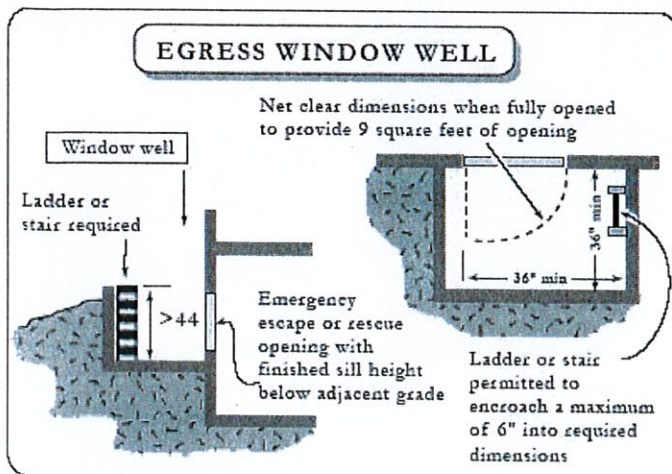 EGRESS WINDOW WELL
Net clear dimensions when fully opened
to provide 9 square feet of opening
Window well
Ladder or
stair required
>44
Emergency
escape or rescue
opening with
finished sill height
below adjacent grade
36" min
36" min
Ladder or stair
permitted to
encroach a maximum
of 6" into required
dimensions